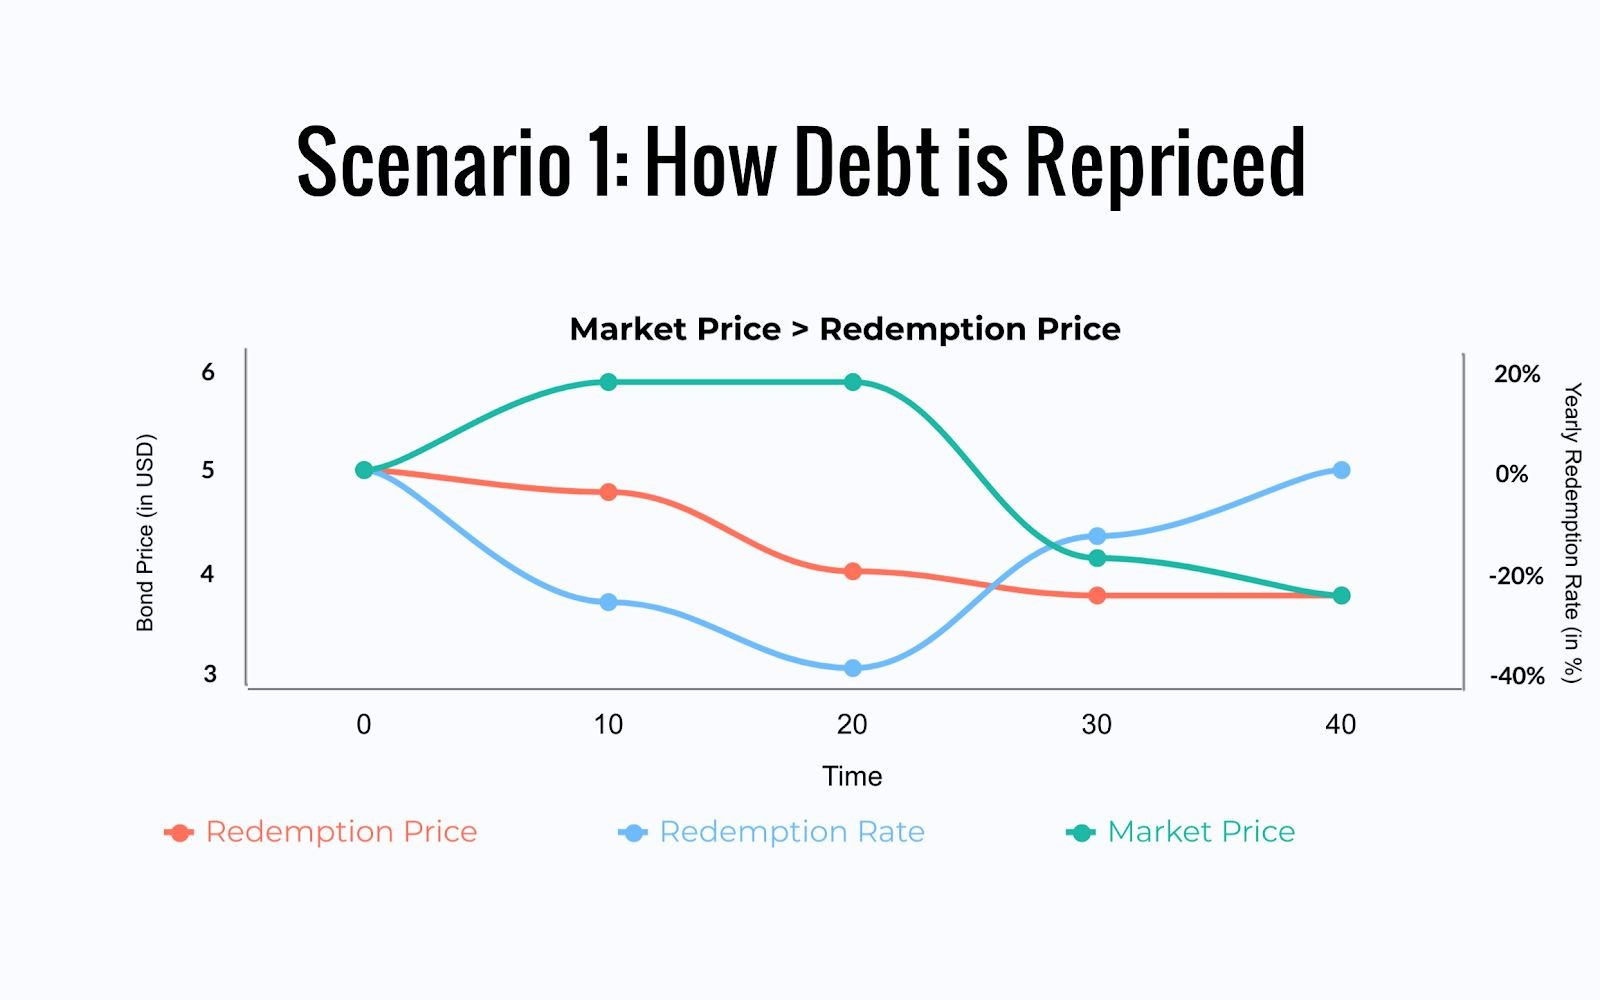 Scenario 1: How Debt is Repriced
Market Price > Redemption Price
6
5
4
3
Bond Price (in USD)
20%
0%
-20%
-40%
Yearly Redemption Rate (in %)
0 10 20 30 40
Time
Redemption Price Redemption Rate Market Price